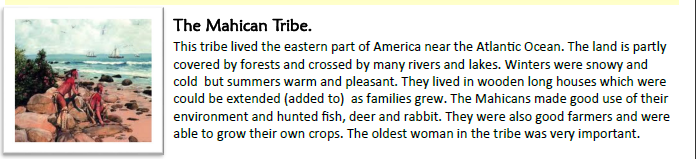 The Mahican Tribe.
This tribe lived the eastern part of America near the Atlantic Ocean. The land is partly
covered by forests and crossed by many rivers and lakes. Winters were snowy and
cold  but summers warm and pleasant. They lived in wooden long houses which were
could be extended (added to)  as families grew. The Mahicans made good use of their
environment and hunted fish, deer and rabbit. They were also good farmers and were
able to grow their own crops. The oldest woman in the tribe was very important.